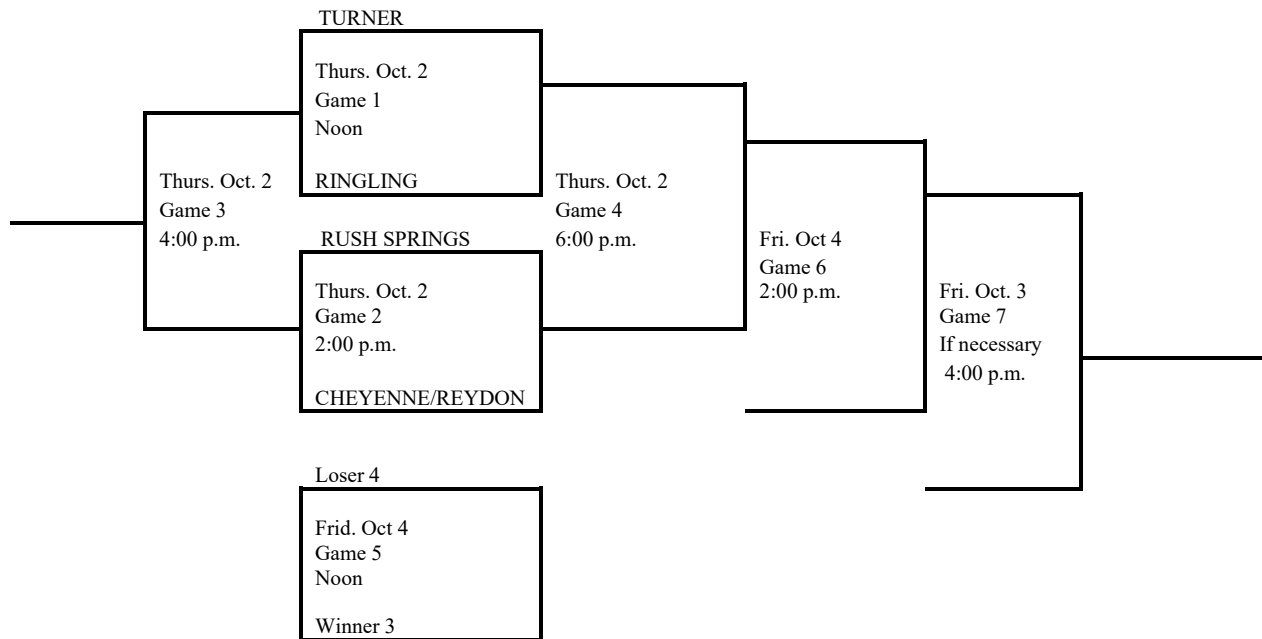 TURNER
Thurs. Oct. 2
Game 1
Noon
RINGLING
Thurs. Oct. 2
Game 3
4:00 p.m.
RUSH SPRINGS
Thurs. Oct. 2
Game 2
2:00 p.m.
CHEYENNE/REYDON
Thurs. Oct. 2
Game 4
6:00 p.m.
Fri. Oct 4
Game 6
2:00 p.m.
Fri. Oct. 3
Game 7
If necessary
4:00 p.m.
Loser 4
Frid. Oct 4
Game 5
Noon
Winner 3